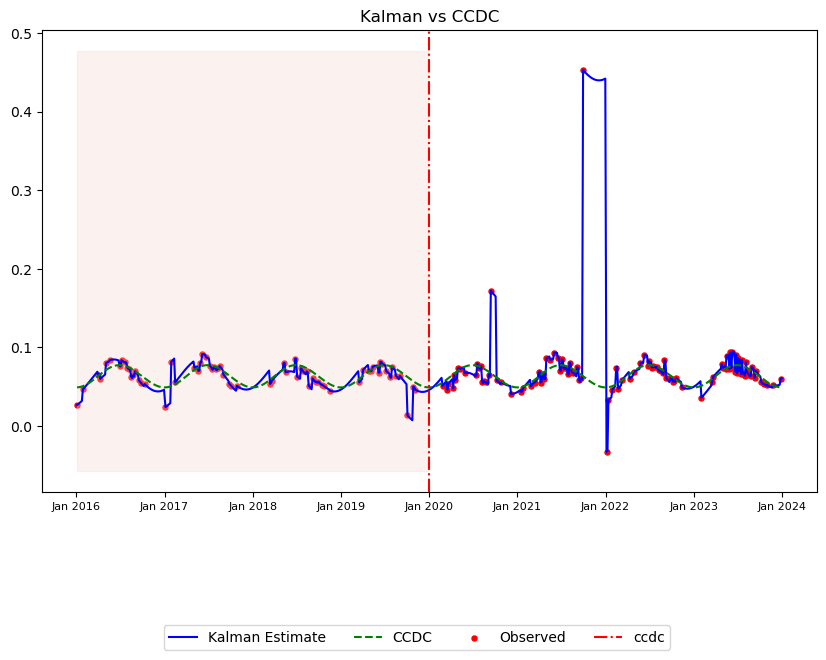 Kalman vs CCDC
0.5
0.4
0.3
0.2
0.1
0.0
Jan 2016 Jan 2017 Jan 2018 Jan 2019 Jan 2020 Jan 2021 Jan 2022 Jan 2023 Jan 2024
Kalman Estimate CCDC Observed ccdc